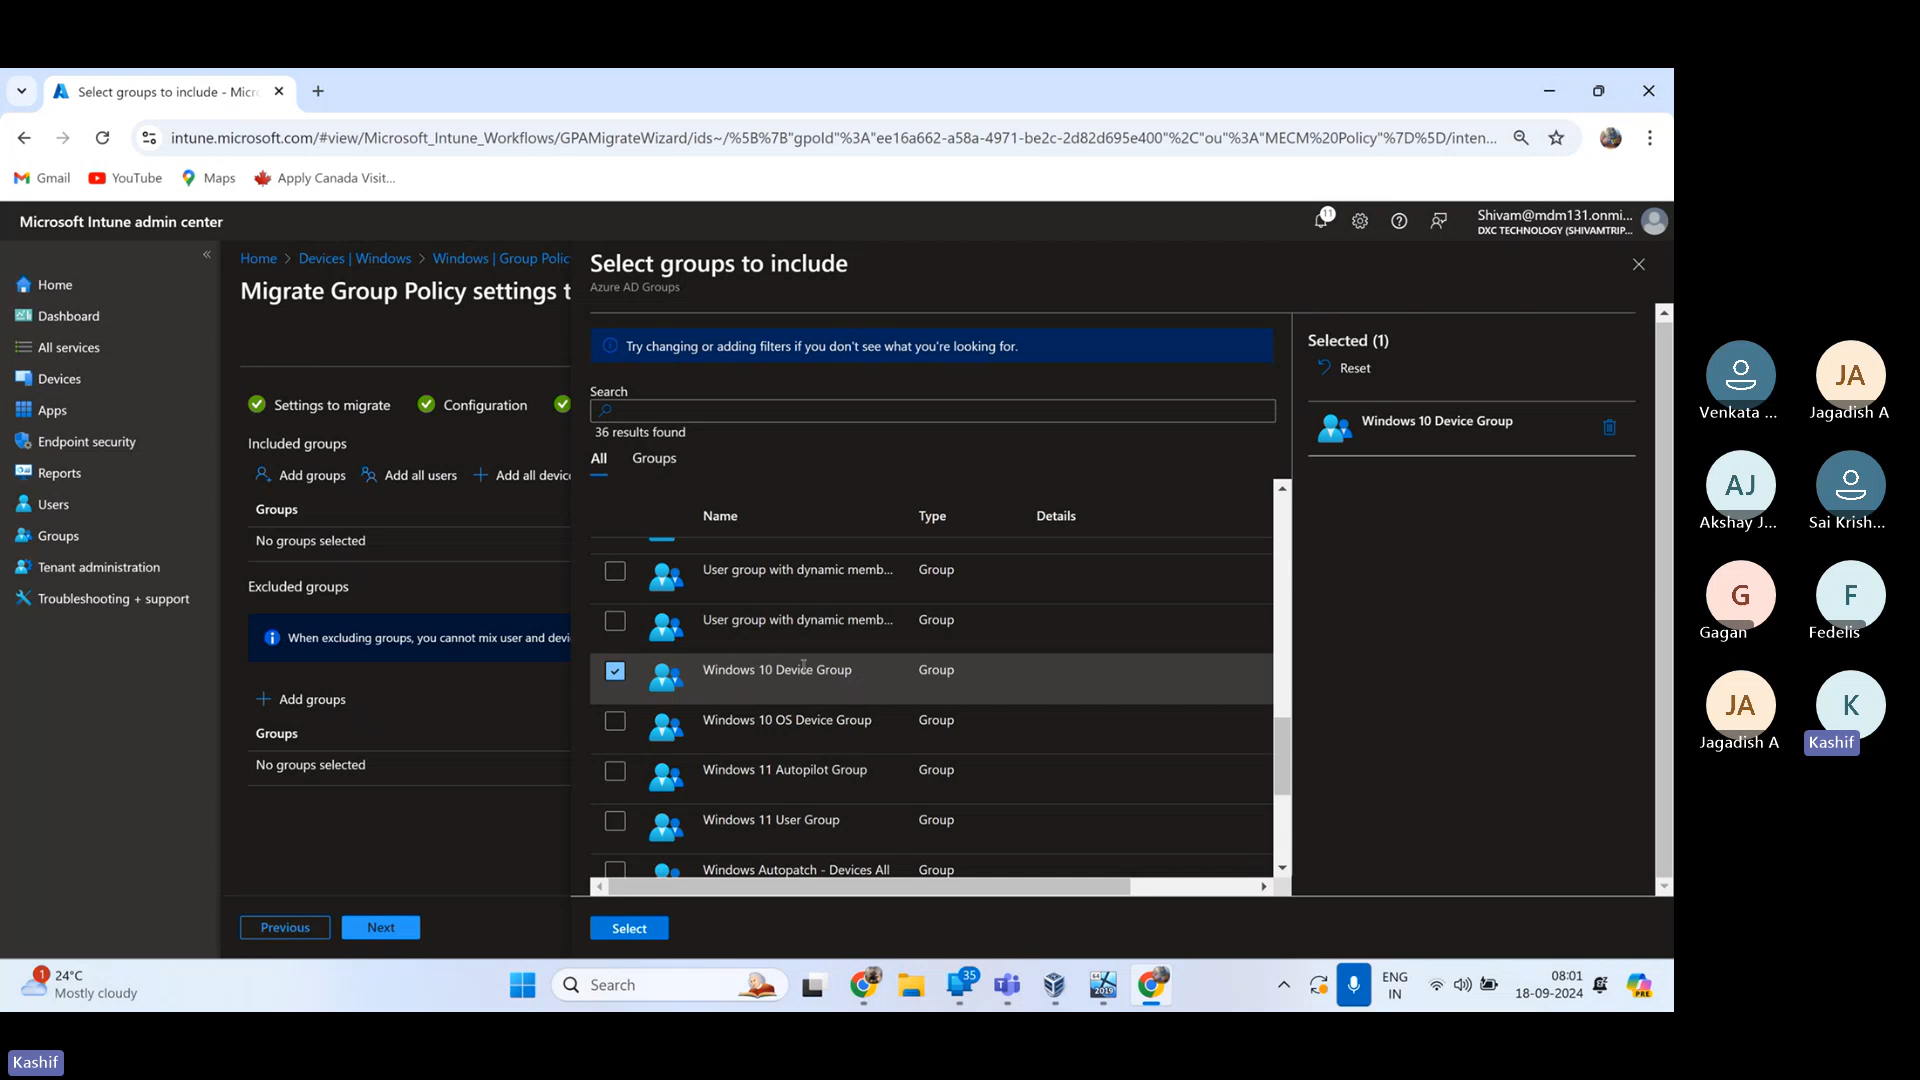 Select groups to include - Micr
intune.microsoft.com/#view/Microsoft_Intune_Workflows/GPAMigrateWizard/ids~/%5B%7B"gpoId"%3A"ee16a662-a58a-4971-be2c-2d82d695e400"%2C"ou"%3A"MECM%20Policy"%7D%5D/inten...
Gmail
YouTube
Maps
Apply Canada Visit...
Microsoft Intune admin center
11
Shivam@mdm131.onmi...
DXC TECHNOLOGY (SHIVAMTRIP...
Home
Dashboard
All services
Devices
Apps
Endpoint security
Reports
Users
Groups
Tenant administration
Troubleshooting + support
Home > Devices | Windows > Windows | Group Polic
Migrate Group Policy settings t
Settings to migrate
Configuration
Included groups
Add groups
Add all users
Add all device
Groups
No groups selected
Excluded groups
When excluding groups, you cannot mix user and devi
Add groups
Groups
No groups selected
Previous
Next
Select groups to include
Azure AD Groups
Try changing or adding filters if you don't see what you're looking for.
Search
36 results found
All
Groups
Name Type Details
User group with dynamic memb... Group
User group with dynamic memb... Group
Windows 10 Device Group Group
Windows 10 OS Device Group Group
Windows 11 Autopilot Group Group
Windows 11 User Group Group
Windows Autopatch - Devices All Group
Select
Selected (1)
Reset
Windows 10 Device Group
Venkata ...
JA
Jagadish A
AJ
Akshay J...
Sai Krish...
G
Gagan
F
Fedelis
JA
Jagadish A
K
Kashif
1
24°C
Mostly cloudy
Search
35
64
2019
ENG
IN
08:01
18-09-2024
PRE
Kashif